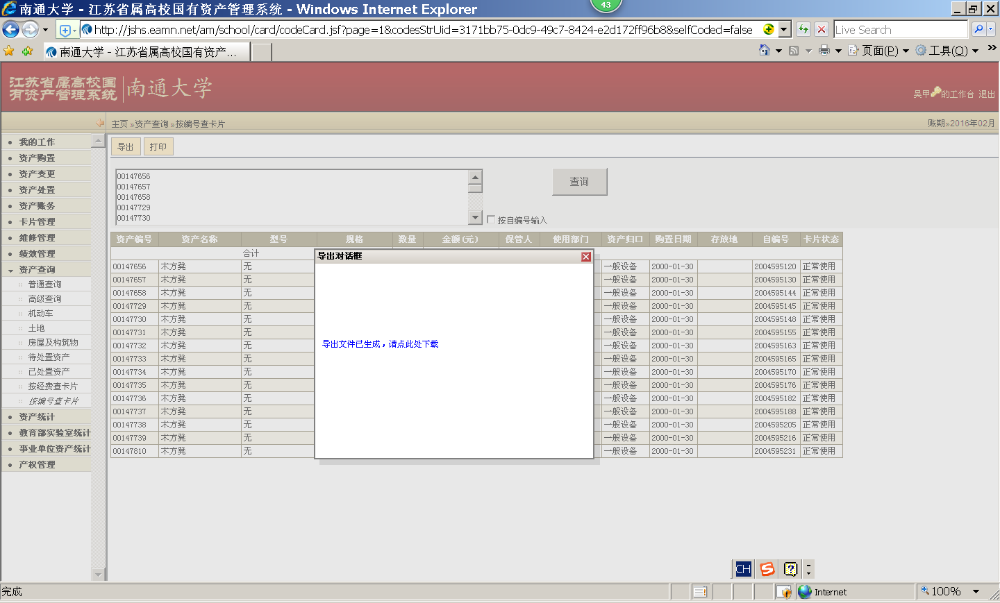 南通大学 - 江苏省属高校国有资产管理系统 - Windows Internet Explorer
43
http://jshs.eamn.net/am/school/card/codeCard.jsf?page=1&codesStrUid=3171bb75-0dc9-49c7-8424-e2d172ff96b8&selfCoded=false
Live Search
南通大学 - 江苏省属高校国有资产...
页面(P)
工具(O)
江苏省属高校国
有资产管理系统
南通大学
吴甲 的工作台 退出
主页»资产查询»按编号查卡片
账期»2016年02月
我的工作
资产购置
资产变更
资产处置
资产账务
卡片管理
维修管理
绩效管理
资产查询
普通查询
高级查询
机动车
土地
房屋及构筑物
待处置资产
已处置资产
按经费查卡片
按编号查卡片
资产统计
教育部实验室统计
事业单位资产统计
产权管理
导出 打印
00147656
00147657
00147658
00147729
00147730
查询
按自编号输入
资产编号 资产名称 型号 规格 数量 金额(元) 保管人 使用部门 资产归口 购置日期 存放地 自编号 卡片状态
合计
00147656 木方凳 无 一般设备 2000-01-30 2004595120 正常使用
00147657 木方凳 无 一般设备 2000-01-30 2004595130 正常使用
00147658 木方凳 无 一般设备 2000-01-30 2004595144 正常使用
00147729 木方凳 无 一般设备 2000-01-30 2004595145 正常使用
00147730 木方凳 无 一般设备 2000-01-30 2004595148 正常使用
00147731 木方凳 无 一般设备 2000-01-30 2004595155 正常使用
00147732 木方凳 无 一般设备 2000-01-30 2004595163 正常使用
00147733 木方凳 无 一般设备 2000-01-30 2004595165 正常使用
00147734 木方凳 无 一般设备 2000-01-30 2004595170 正常使用
00147735 木方凳 无 一般设备 2000-01-30 2004595176 正常使用
00147736 木方凳 无 一般设备 2000-01-30 2004595182 正常使用
00147737 木方凳 无 一般设备 2000-01-30 2004595188 正常使用
00147738 木方凳 无 一般设备 2000-01-30 2004595205 正常使用
00147739 木方凳 无 一般设备 2000-01-30 2004595216 正常使用
00147810 木方凳 无 一般设备 2000-01-30 2004595231 正常使用
导出对话框
导出文件已生成，请点此处下载
CH
完成
Internet
100%